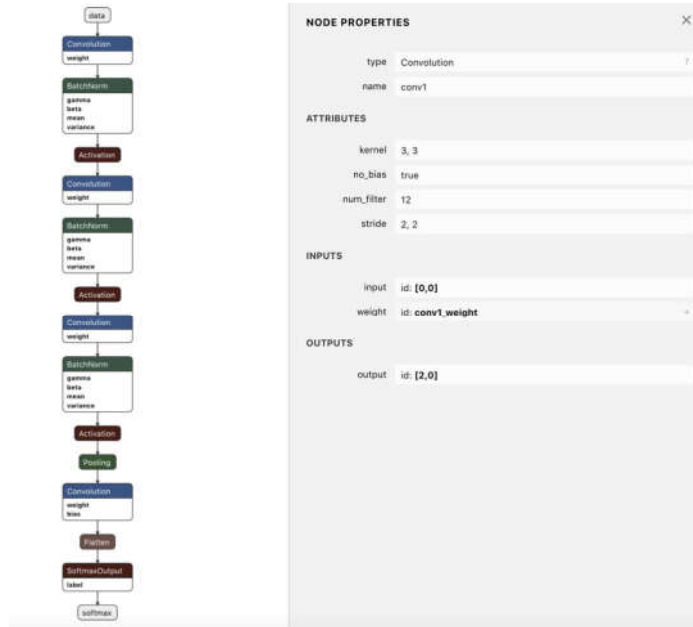 data
Convolution
weight
BatchNorm
gamma
beta
mean
variance
Activation
Convolution
weight
BatchNorm
gamma
beta
mean
variance
Activation
Convolution
weight
BatchNorm
gamma
beta
mean
variance
Activation
Pooling
Convolution
weight
bias
Flatten
SoftmaxOutput
label
softmax
NODE PROPERTIES ×
type Convolution ?
name conv1
ATTRIBUTES
kernel 3, 3
no_bias true
num_filter 12
stride 2, 2
INPUTS
input id: [0,0]
weight id: conv1_weight +
OUTPUTS
output id: [2,0]